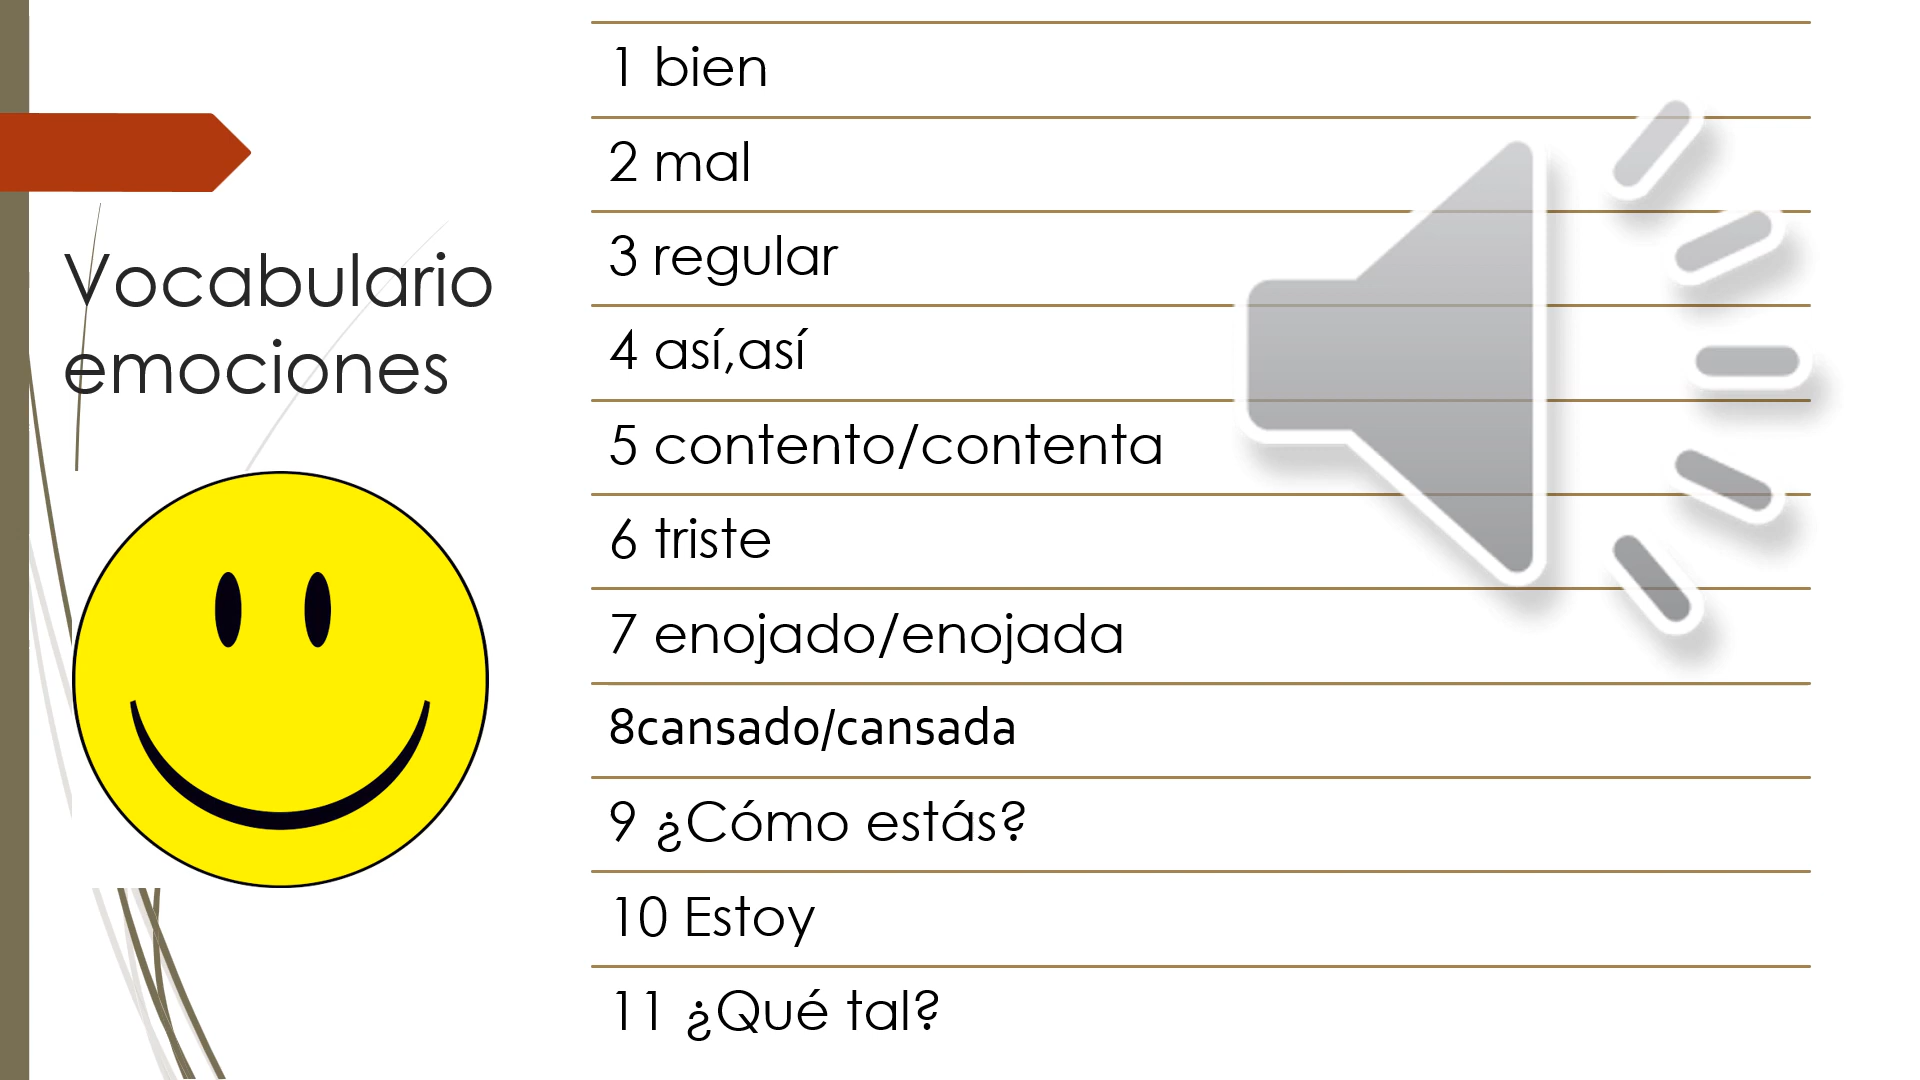 Vocabulario
emociones
1 bien
2 mal
3 regular
4 así,así
5 contento/contenta
6 triste
7 enojado/enojada
8cansado/cansada
9 ¿Cómo estás?
10 Estoy
11 ¿Qué tal?